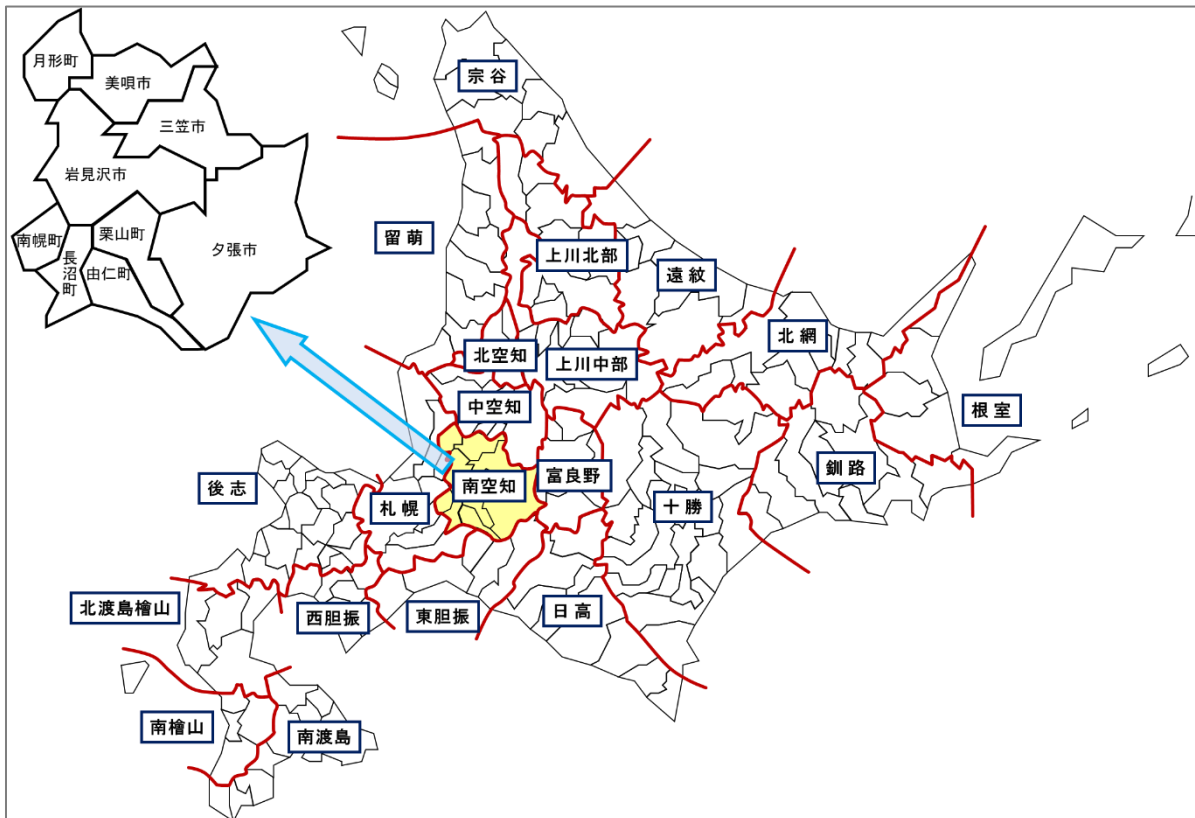 月形町
美唄市
三笠市
岩見沢市
南幌町
長沼町
栗山町
由仁町
夕張市
宗谷
留萌
上川北部
遠紋
北網
北空知
上川中部
中空知
根室
釧路
後志
札幌
南空知
富良野
十勝
北渡島檜山
西胆振
東胆振
日高
南檜山
南渡島